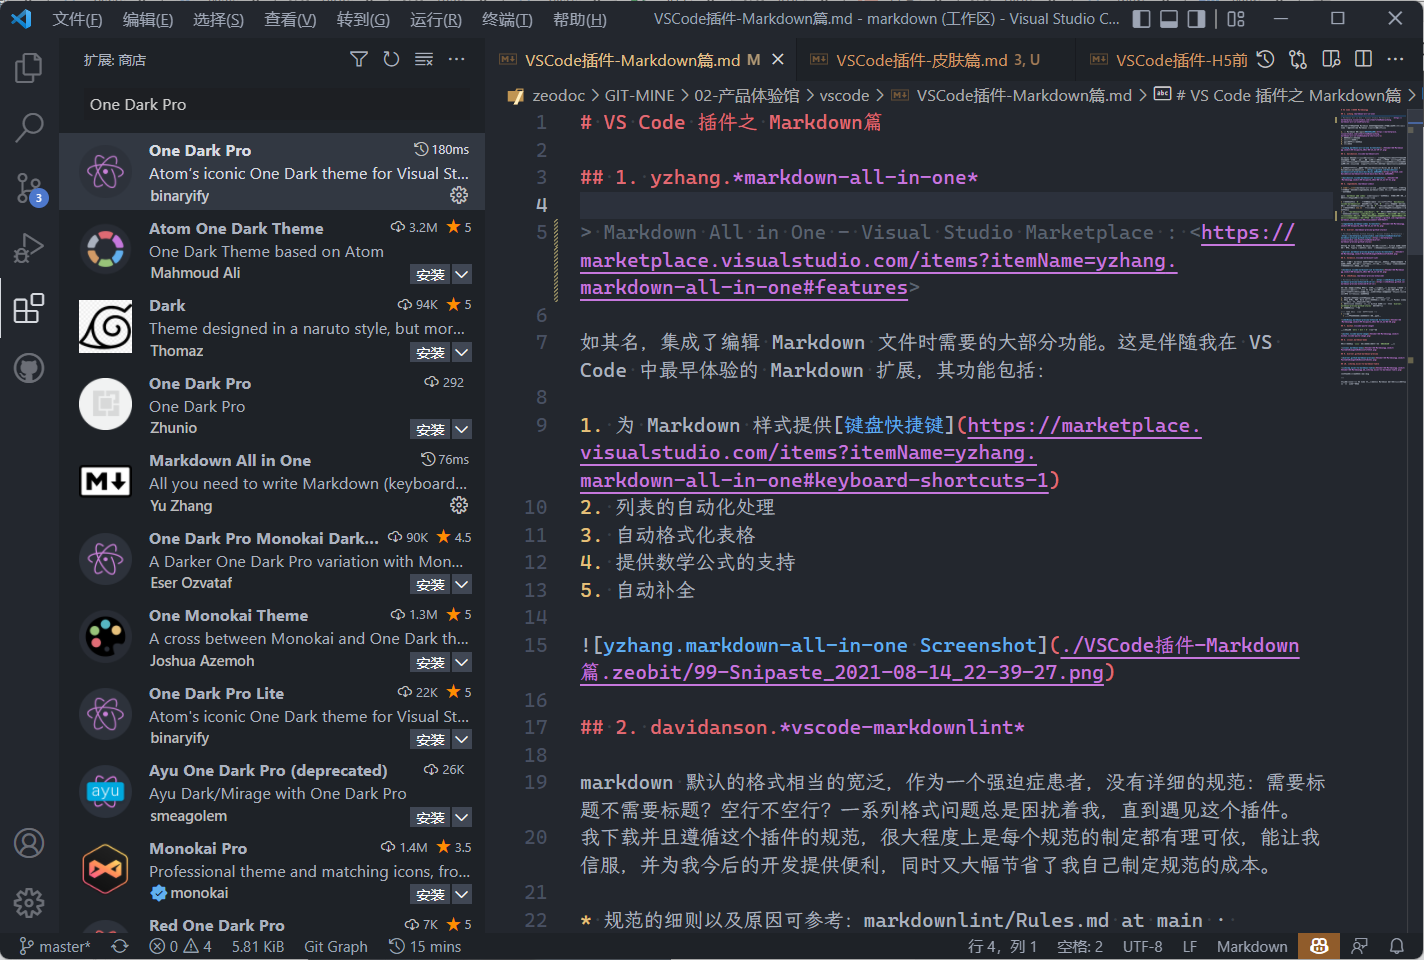 文件(F) 编辑(E) 选择(S) 查看(V) 转到(G) 运行(R) 终端(T) 帮助(H) VSCode插件-Markdown篇.md - markdown (工作区) - Visual Studio C...
扩展: 商店
One Dark Pro
One Dark Pro 180ms
Atom's iconic One Dark theme for Visual St...
binaryify
Atom One Dark Theme 3.2M 5
One Dark Theme based on Atom
Mahmoud Ali 安装
Dark 94K 5
Theme designed in a naruto style, but mor...
Thomaz 安装
One Dark Pro 292
One Dark Pro
Zhunio 安装
Markdown All in One 76ms
All you need to write Markdown (keyboard...
Yu Zhang
One Dark Pro Monokai Dark... 90K 4.5
A Darker One Dark Pro variation with Mon...
Eser Ozvataf 安装
One Monokai Theme 1.3M 5
A cross between Monokai and One Dark th...
Joshua Azemoh 安装
One Dark Pro Lite 22K 5
Atom's iconic One Dark theme for Visual St...
binaryify 安装
ayu
Ayu One Dark Pro (deprecated) 26K
Ayu Dark/Mirage with One Dark Pro
smeagolem 安装
Monokai Pro 1.4M 3.5
Professional theme and matching icons, fro...
monokai 安装
Red One Dark Pro 7K 5
3
VSCode插件-Markdown篇.md M VSCode插件-皮肤篇.md 3, U VSCode插件-H5前
zeodoc > GIT-MINE > 02-产品体验馆 > vscode > VSCode插件-Markdown篇.md > # VS Code 插件之 Markdown篇 >
1 # VS Code 插件之 Markdown篇
2
3 ## 1. yzhang.*markdown-all-in-one*
4
5 > Markdown All in One - Visual Studio Marketplace : <https://
marketplace.visualstudio.com/items?itemName=yzhang.
markdown-all-in-one#features>
6
7 如其名，集成了编辑 Markdown 文件时需要的大部分功能。这是伴随我在 VS
Code 中最早体验的 Markdown 扩展，其功能包括：
8
9 1. 为 Markdown 样式提供[键盘快捷键](https://marketplace.
visualstudio.com/items?itemName=yzhang.
markdown-all-in-one#keyboard-shortcuts-1)
10 2. 列表的自动化处理
11 3. 自动格式化表格
12 4. 提供数学公式的支持
13 5. 自动补全
14
15 ![yzhang.markdown-all-in-one Screenshot](./VSCode插件-Markdown
篇.zeobit/99-Snipaste_2021-08-14_22-39-27.png)
16
17 ## 2. davidanson.*vscode-markdownlint*
18
19 markdown 默认的格式相当的宽泛，作为一个强迫症患者，没有详细的规范：需要标
题不需要标题？空行不空行？一系列格式问题总是困扰着我，直到遇见这个插件。
20 我下载并且遵循这个插件的规范，很大程度上是每个规范的制定都有理可依，能让我
信服，并为我今后的开发提供便利，同时又大幅节省了我自己制定规范的成本。
21
22 * 规范的细则以及原因可参考：markdownlint/Rules.md at main ·
master* 0 4 5.81 KiB Git Graph 15 mins 行 4，列 1 空格: 2 UTF-8 LF Markdown